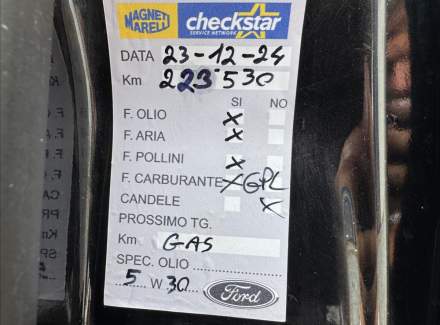 MAGNETI MARELLI checkstar
SERVICE NETWORK
DATA 23-12-24
Km 223530
SI NO
F. OLIO X
F. ARIA X
F. POLLINI X
F. CARBURANTE X GPL
CANDELE X
PROSSIMO TG.
Km GAS
SPEC. OLIO
5 W 30 Ford